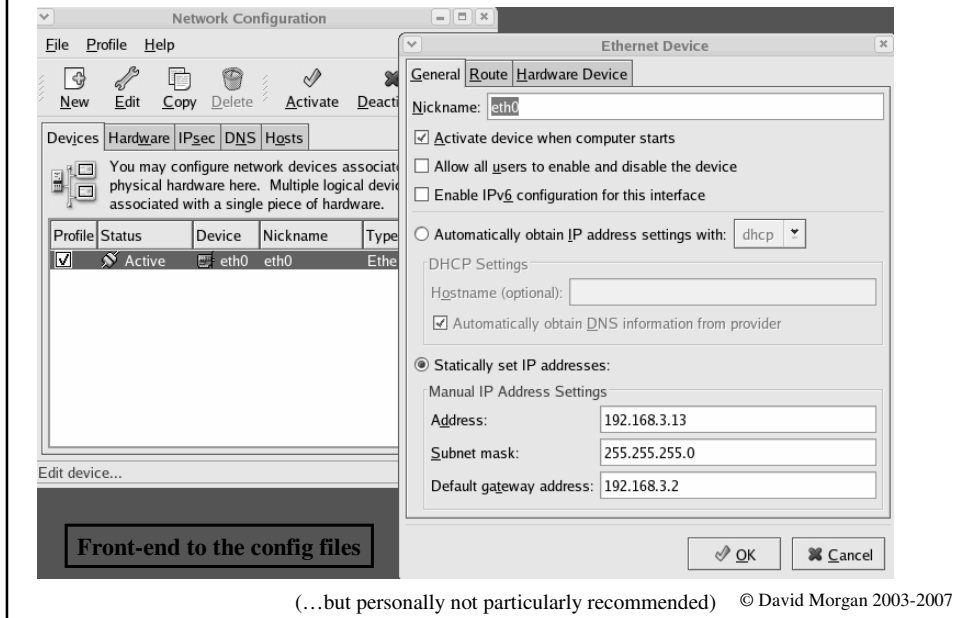 Network Configuration
File Profile Help
New Edit Copy Delete Activate Deacti
Devices Hardware IPsec DNS Hosts
You may configure network devices associat
physical hardware here. Multiple logical devic
associated with a single piece of hardware.
Profile Status Device Nickname Type
Active eth0 eth0 Ethe
Edit device...
Ethernet Device
General Route Hardware Device
Nickname: eth0
Activate device when computer starts
Allow all users to enable and disable the device
Enable IPv6 configuration for this interface
Automatically obtain IP address settings with: dhcp
DHCP Settings
Hostname (optional):
Automatically obtain DNS information from provider
Statically set IP addresses:
Manual IP Address Settings
Address: 192.168.3.13
Subnet mask: 255.255.255.0
Default gateway address: 192.168.3.2
OK Cancel
Front-end to the config files
(…but personally not particularly recommended) © David Morgan 2003-2007